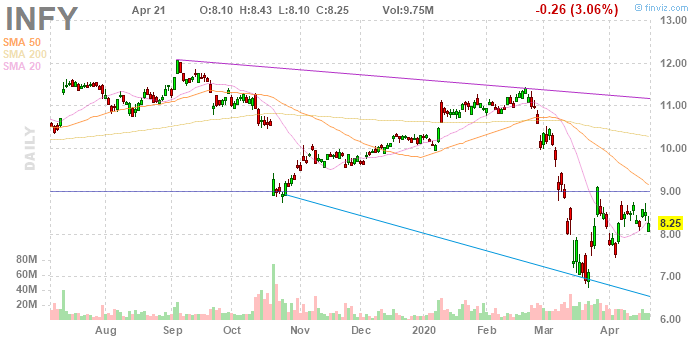 INFY
Apr 21 O:8.10 H:8.43 L:8.10 C:8.25 Vol:9.75M -0.26 (3.06%)
© finviz.com
SMA 50
SMA 200
SMA 20
DAILY
13.00
12.00
11.00
10.00
9.00
8.25
8.00
7.00
6.00
80M
60M
40M
20M
Aug Sep Oct Nov Dec 2020 Feb Mar Apr